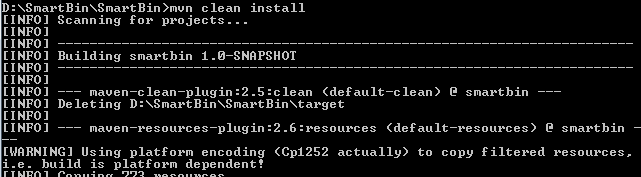 D:\SmartBin\SmartBin>mvn clean install
[INFO] Scanning for projects...
[INFO]
[INFO] ------------------------------------------------------------------------
[INFO] Building smartbin 1.0-SNAPSHOT
[INFO] ------------------------------------------------------------------------
[INFO]
[INFO] --- maven-clean-plugin:2.5:clean (default-clean) @ smartbin ---
[INFO] Deleting D:\SmartBin\SmartBin\target
[INFO]
[INFO] --- maven-resources-plugin:2.6:resources (default-resources) @ smartbin -
--
[WARNING] Using platform encoding (Cp1252 actually) to copy filtered resources,
i.e. build is platform dependent!
[INFO] Copying 773 resources